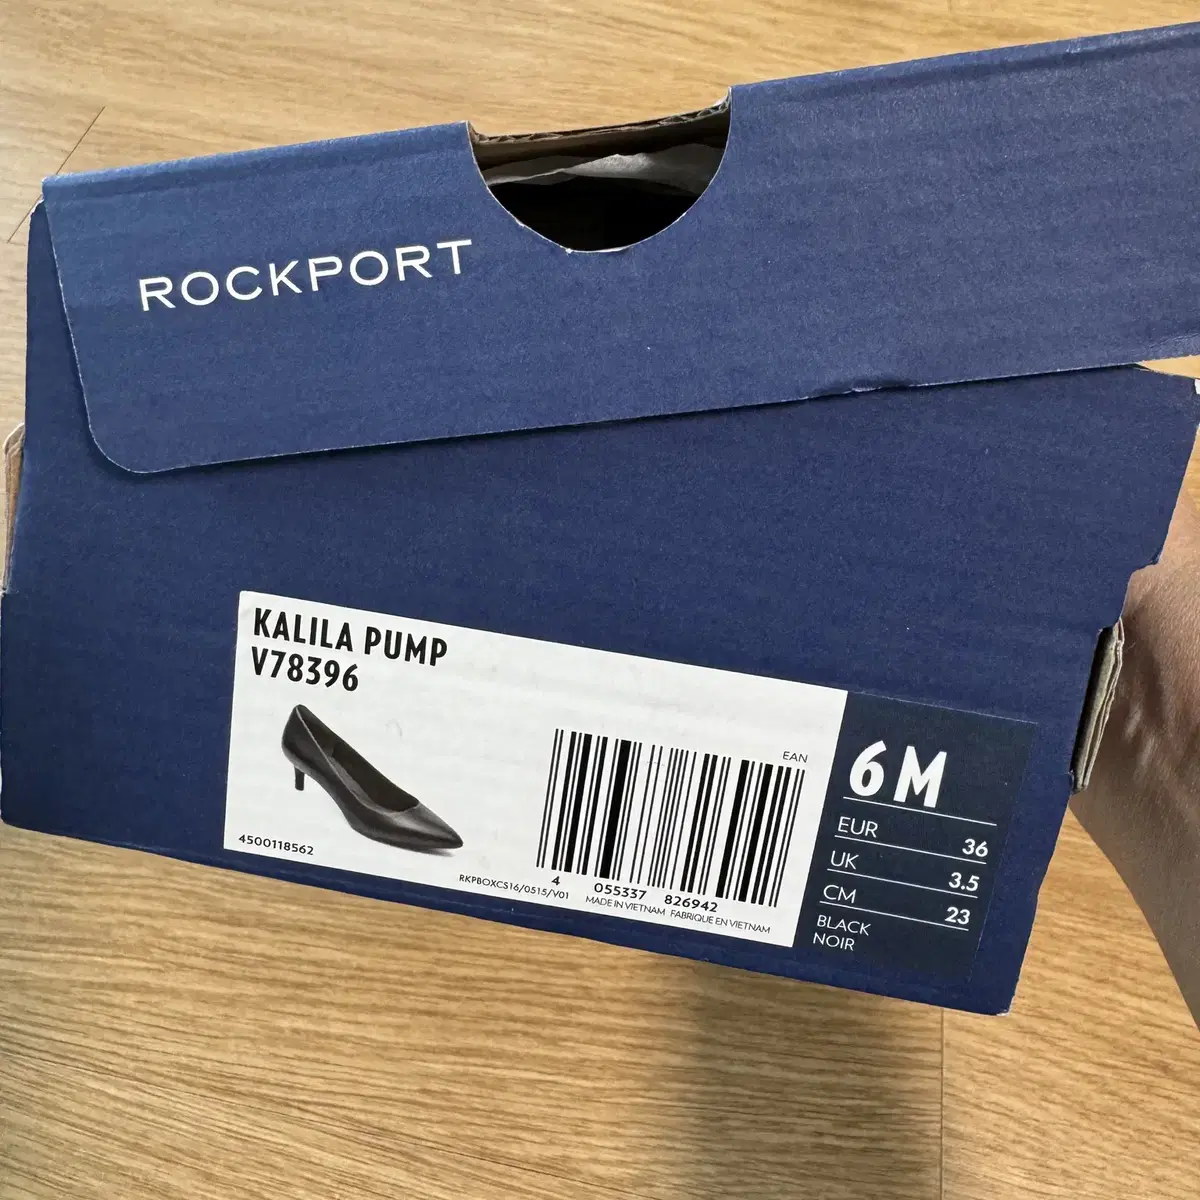 ROCKPORT
KALILA PUMP
V78396
4500118562
RKPBOXCS16/0515/V01
EAN
4 055337 826942
MADE IN VIETNAM FABRIQUE EN VIETNAM
6M
EUR 36
UK 3.5
CM 23
BLACK
NOIR